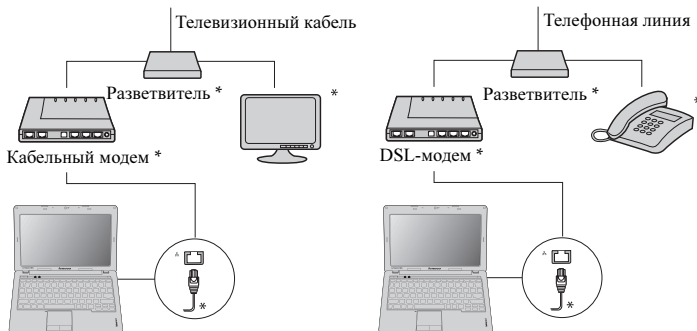 Телевизионный кабель
Разветвитель *
*
Кабельный модем *
*
Телефонная линия
Разветвитель *
*
DSL-модем *
*